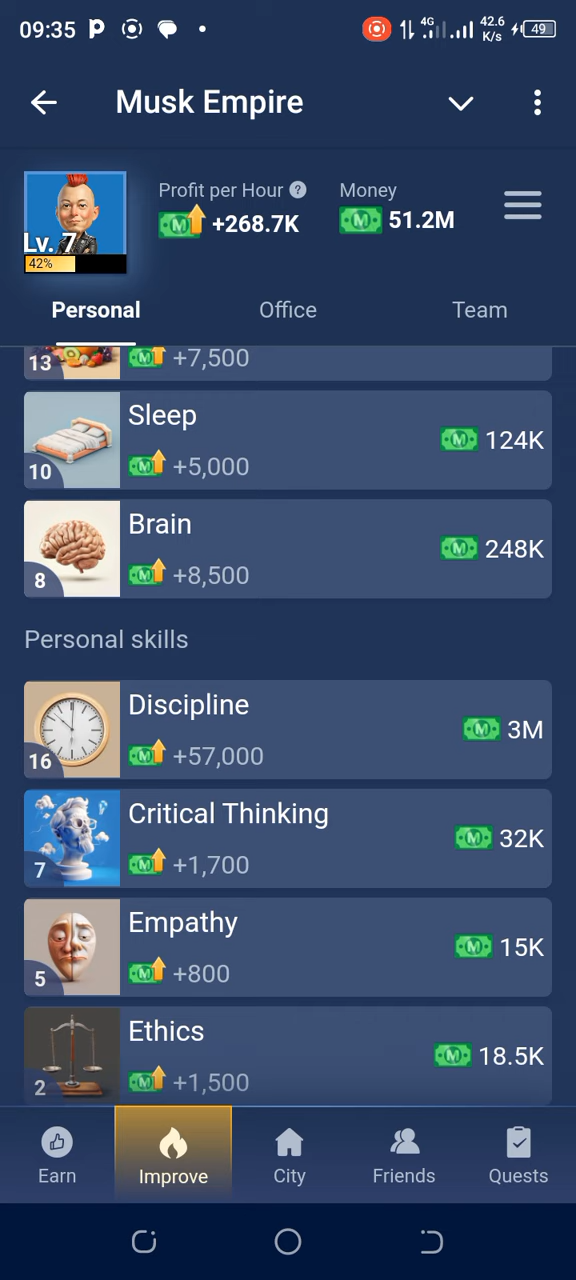 09:35
4G
42.6
K/s
49
Musk Empire
Profit per Hour ?
Money
+268.7K
51.2M
Lv. 7
42%
Personal
Office
Team
13
+7,500
Sleep
124K
10
+5,000
Brain
248K
8
+8,500
Personal skills
Discipline
3M
16
+57,000
Critical Thinking
32K
7
+1,700
Empathy
15K
5
+800
Ethics
18.5K
2
+1,500
Earn
Improve
City
Friends
Quests